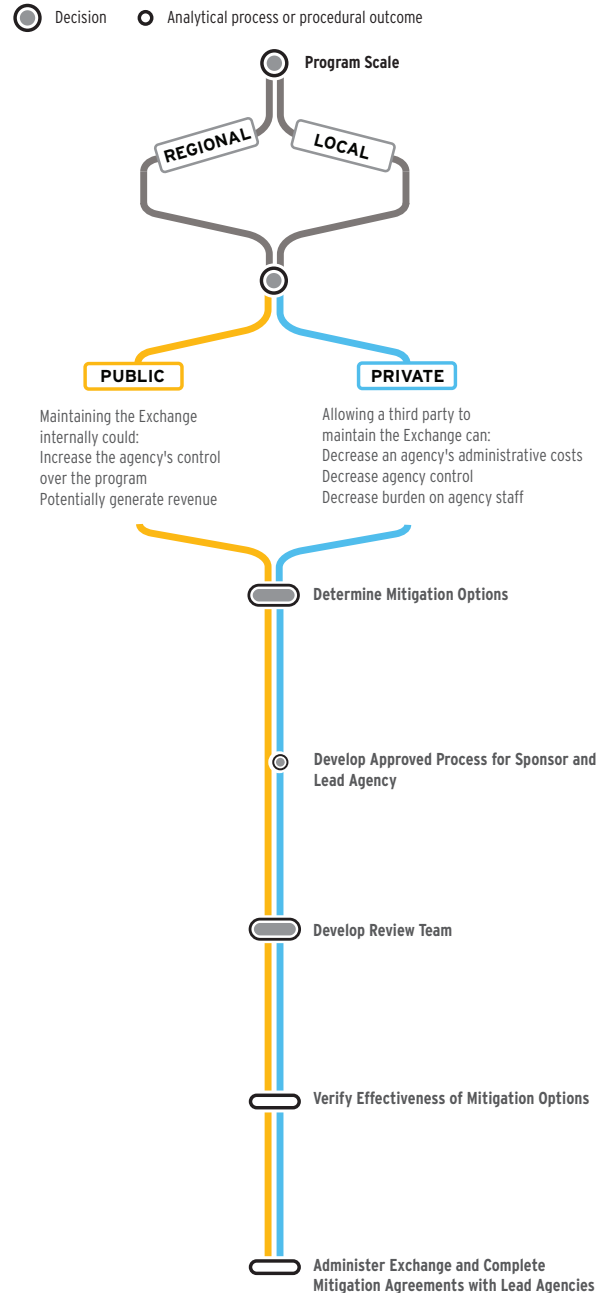 Decision
Analytical process or procedural outcome
Program Scale
REGIONAL
LOCAL
PUBLIC
PRIVATE
Maintaining the Exchange
internally could:
Increase the agency's control
over the program
Potentially generate revenue
Allowing a third party to
maintain the Exchange can:
Decrease an agency's administrative costs
Decrease agency control
Decrease burden on agency staff
Determine Mitigation Options
Develop Approved Process for Sponsor and
Lead Agency
Develop Review Team
Verify Effectiveness of Mitigation Options
Administer Exchange and Complete
Mitigation Agreements with Lead Agencies